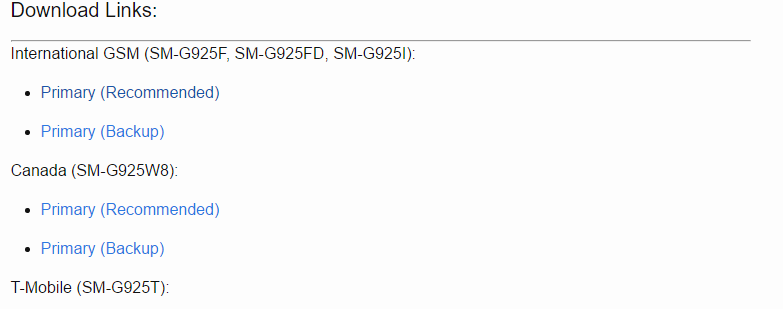 Download Links:
International GSM (SM-G925F, SM-G925FD, SM-G925I):
Primary (Recommended)
Primary (Backup)
Canada (SM-G925W8):
Primary (Recommended)
Primary (Backup)
T-Mobile (SM-G925T):